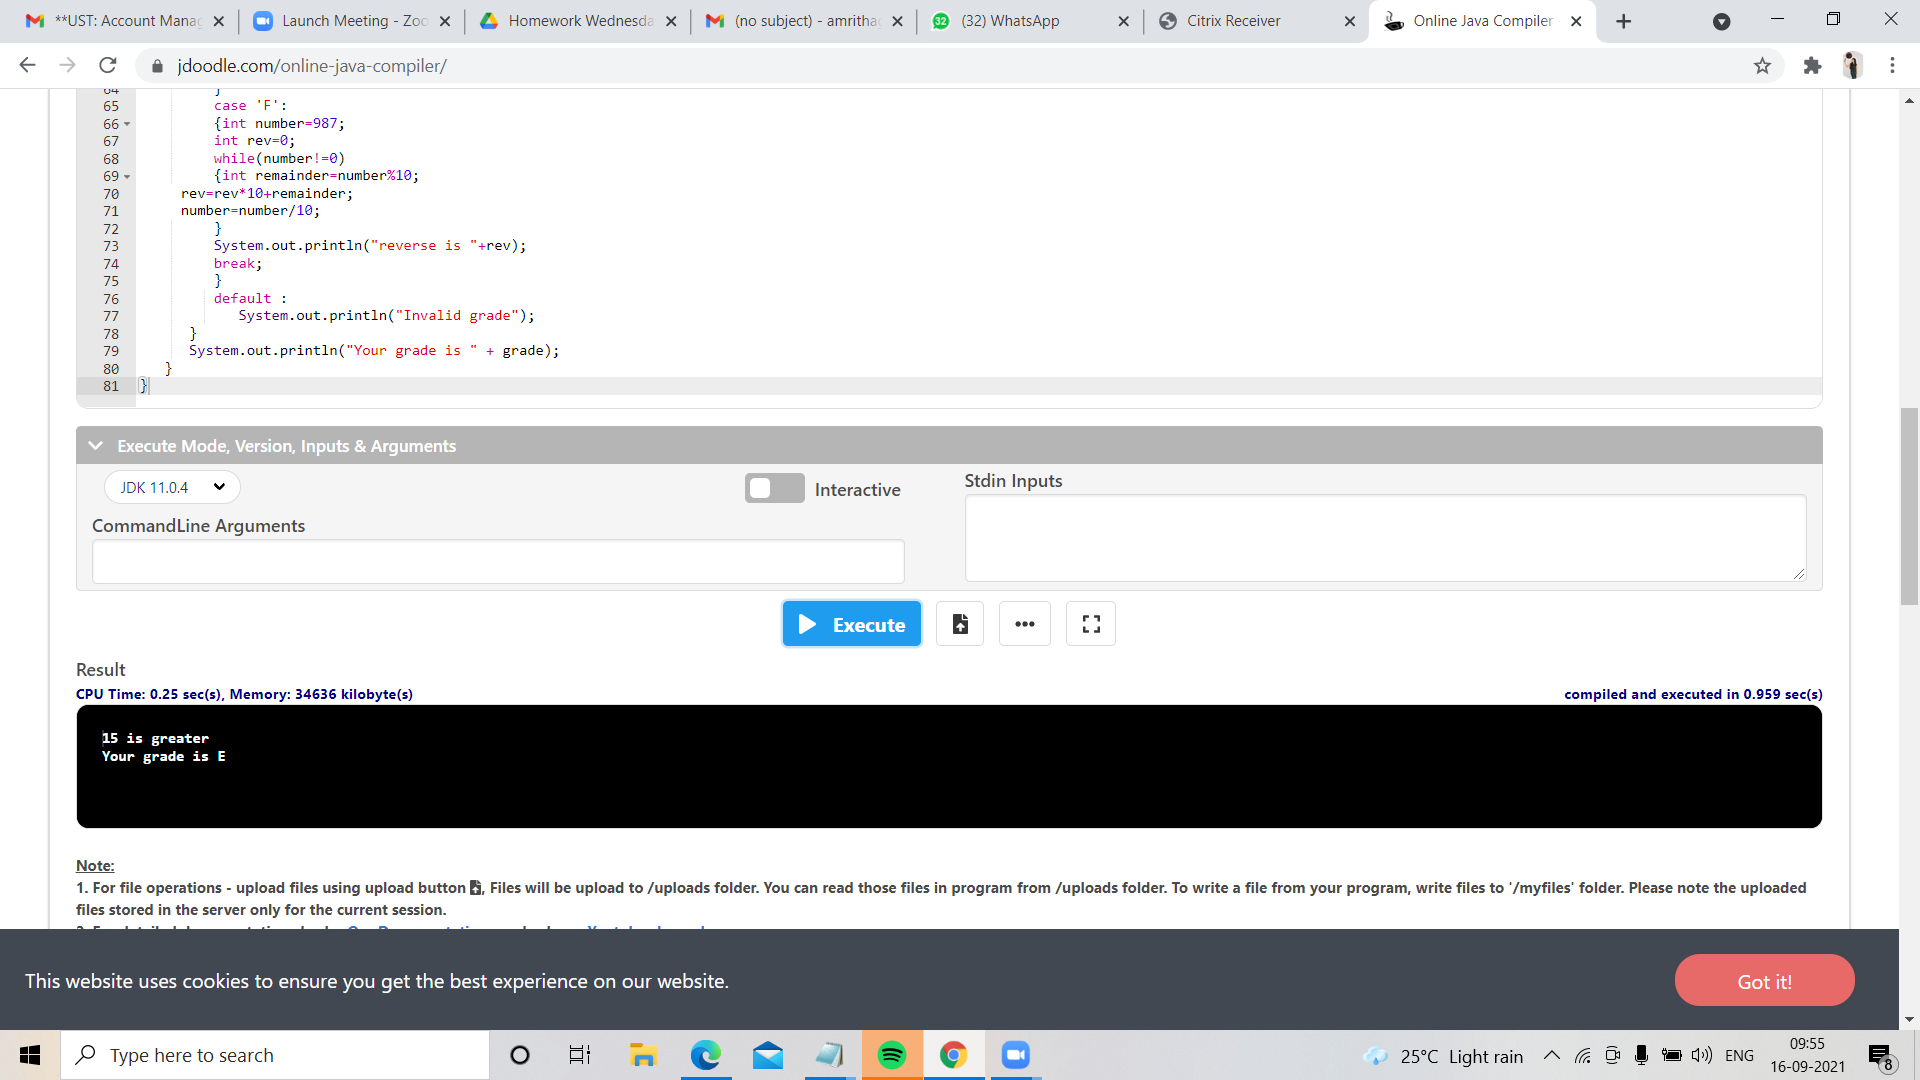 **UST: Account Manag
Launch Meeting - Zoo
Homework Wednesda
(no subject) - amritha
32
(32) WhatsApp
Citrix Receiver
Online Java Compiler
jdoodle.com/online-java-compiler/
64 }
65 case 'F':
66 {int number=987;
67 int rev=0;
68 while(number!=0)
69 {int remainder=number%10;
70 rev=rev*10+remainder;
71 number=number/10;
72 }
73 System.out.println("reverse is "+rev);
74 break;
75 }
76 default :
77 System.out.println("Invalid grade");
78 }
79 System.out.println("Your grade is " + grade);
80 }
81 }
Execute Mode, Version, Inputs & Arguments
JDK 11.0.4
Interactive
Stdin Inputs
CommandLine Arguments
Execute
Result
CPU Time: 0.25 sec(s), Memory: 34636 kilobyte(s)
compiled and executed in 0.959 sec(s)
15 is greater
Your grade is E
Note:
1. For file operations - upload files using upload button , Files will be upload to /uploads folder. You can read those files in program from /uploads folder. To write a file from your program, write files to '/myfiles' folder. Please note the uploaded
files stored in the server only for the current session.
This website uses cookies to ensure you get the best experience on our website.
Got it!
Type here to search
25°C Light rain
ENG
09:55
16-09-2021
8